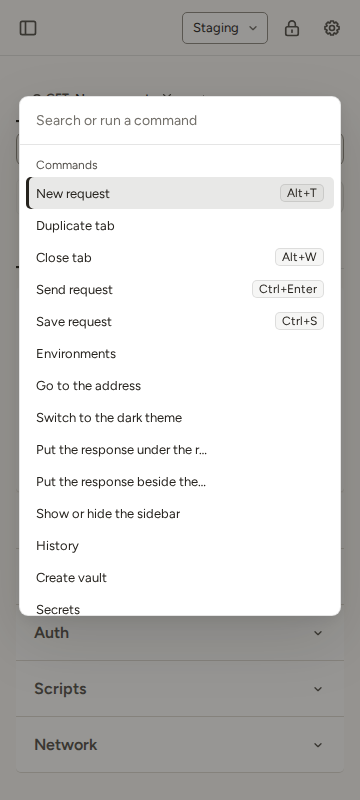 Staging
Search or run a command
Commands
New request Alt+T
Duplicate tab
Close tab Alt+W
Send request Ctrl+Enter
Save request Ctrl+S
Environments
Go to the address
Switch to the dark theme
Put the response under the r...
Put the response beside the...
Show or hide the sidebar
History
Create vault
Secrets
Auth
Scripts
Network